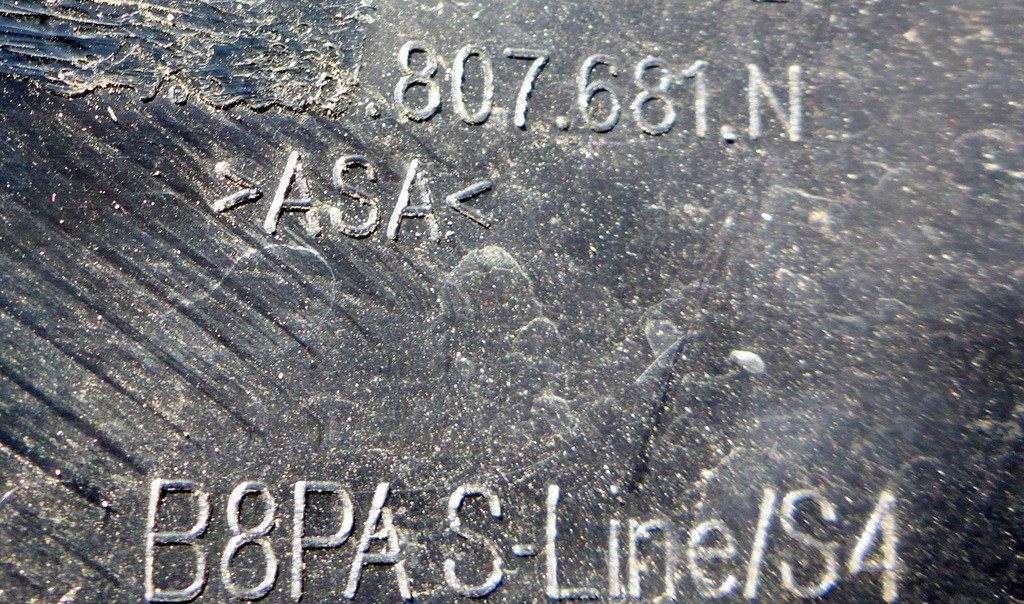 .807.681.N
>ASA<
B8PA S-Line/S4